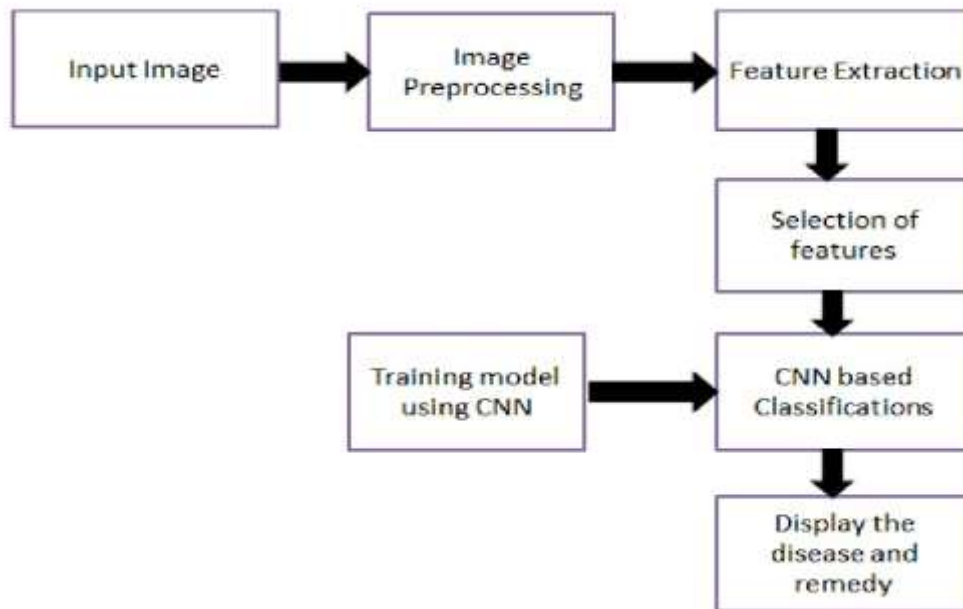 Input Image
Image
Preprocessing
Feature Extraction
Selection of
features
Training model
using CNN
CNN based
Classifications
Display the
disease and
remedy